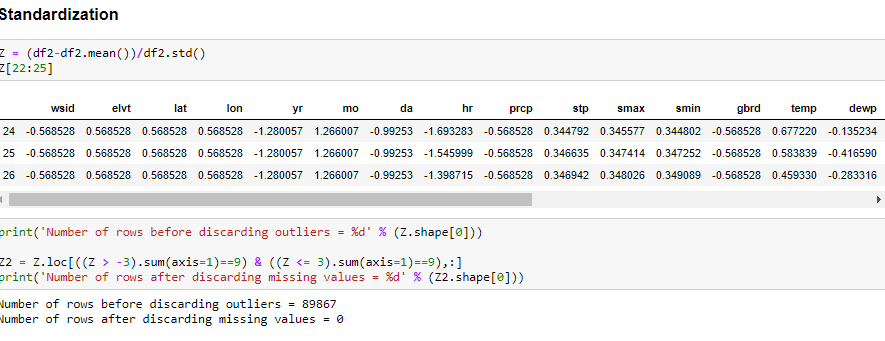 Standardization
Z = (df2-df2.mean())/df2.std()
Z[22:25]
wsid elvt lat lon yr mo da hr prcp stp smax smin gbrd temp dewp
24 -0.568528 0.568528 0.568528 0.568528 -1.280057 1.266007 -0.99253 -1.693283 -0.568528 0.344792 0.345577 0.344802 -0.568528 0.677220 -0.135234
25 -0.568528 0.568528 0.568528 0.568528 -1.280057 1.266007 -0.99253 -1.545999 -0.568528 0.346635 0.347414 0.347252 -0.568528 0.583839 -0.416590
26 -0.568528 0.568528 0.568528 0.568528 -1.280057 1.266007 -0.99253 -1.398715 -0.568528 0.346942 0.348026 0.349089 -0.568528 0.459330 -0.283316
print('Number of rows before discarding outliers = %d' % (Z.shape[0]))
Z2 = Z.loc[((Z > -3).sum(axis=1)==9) & ((Z <= 3).sum(axis=1)==9),:]
print('Number of rows after discarding missing values = %d' % (Z2.shape[0]))
Number of rows before discarding outliers = 89867
Number of rows after discarding missing values = 0